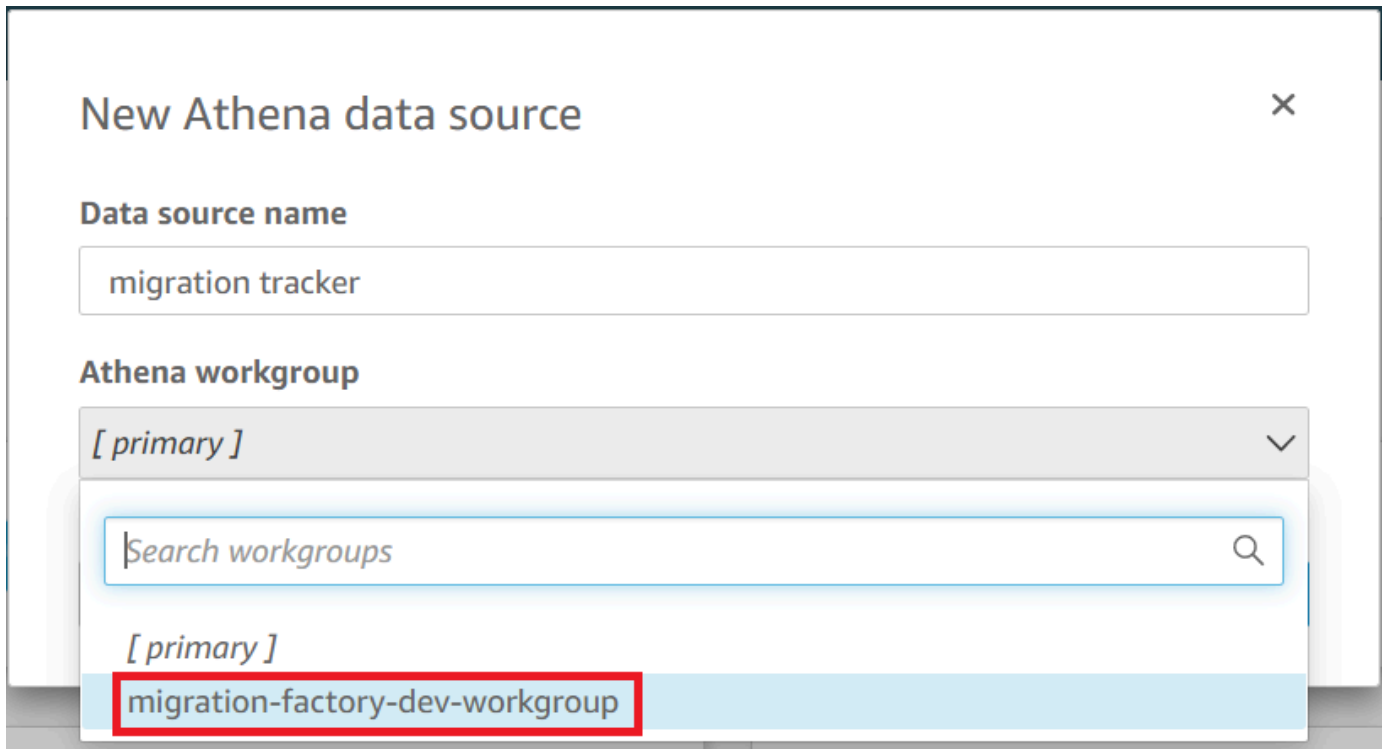 New Athena data source
Data source name
migration tracker
Athena workgroup
[ primary ]
Search workgroups
[ primary ]
migration-factory-dev-workgroup